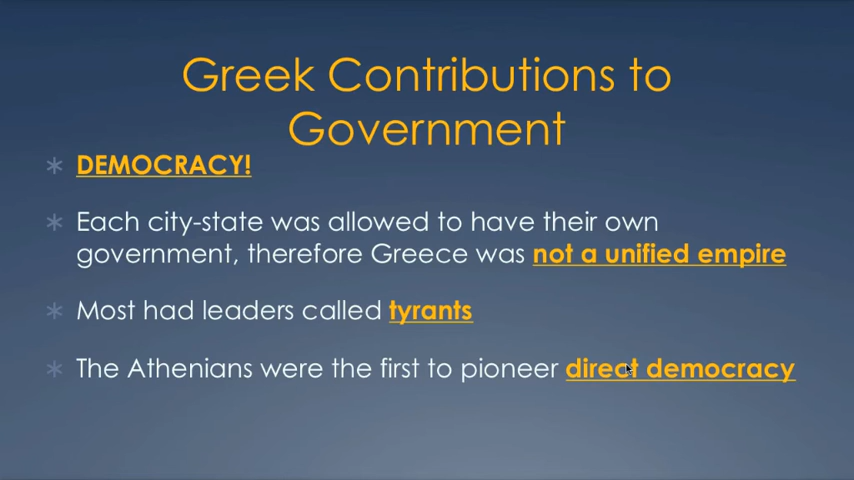 Greek Contributions to
Government
DEMOCRACY!
Each city-state was allowed to have their own
government, therefore Greece was not a unified empire
Most had leaders called tyrants
The Athenians were the first to pioneer direct democracy